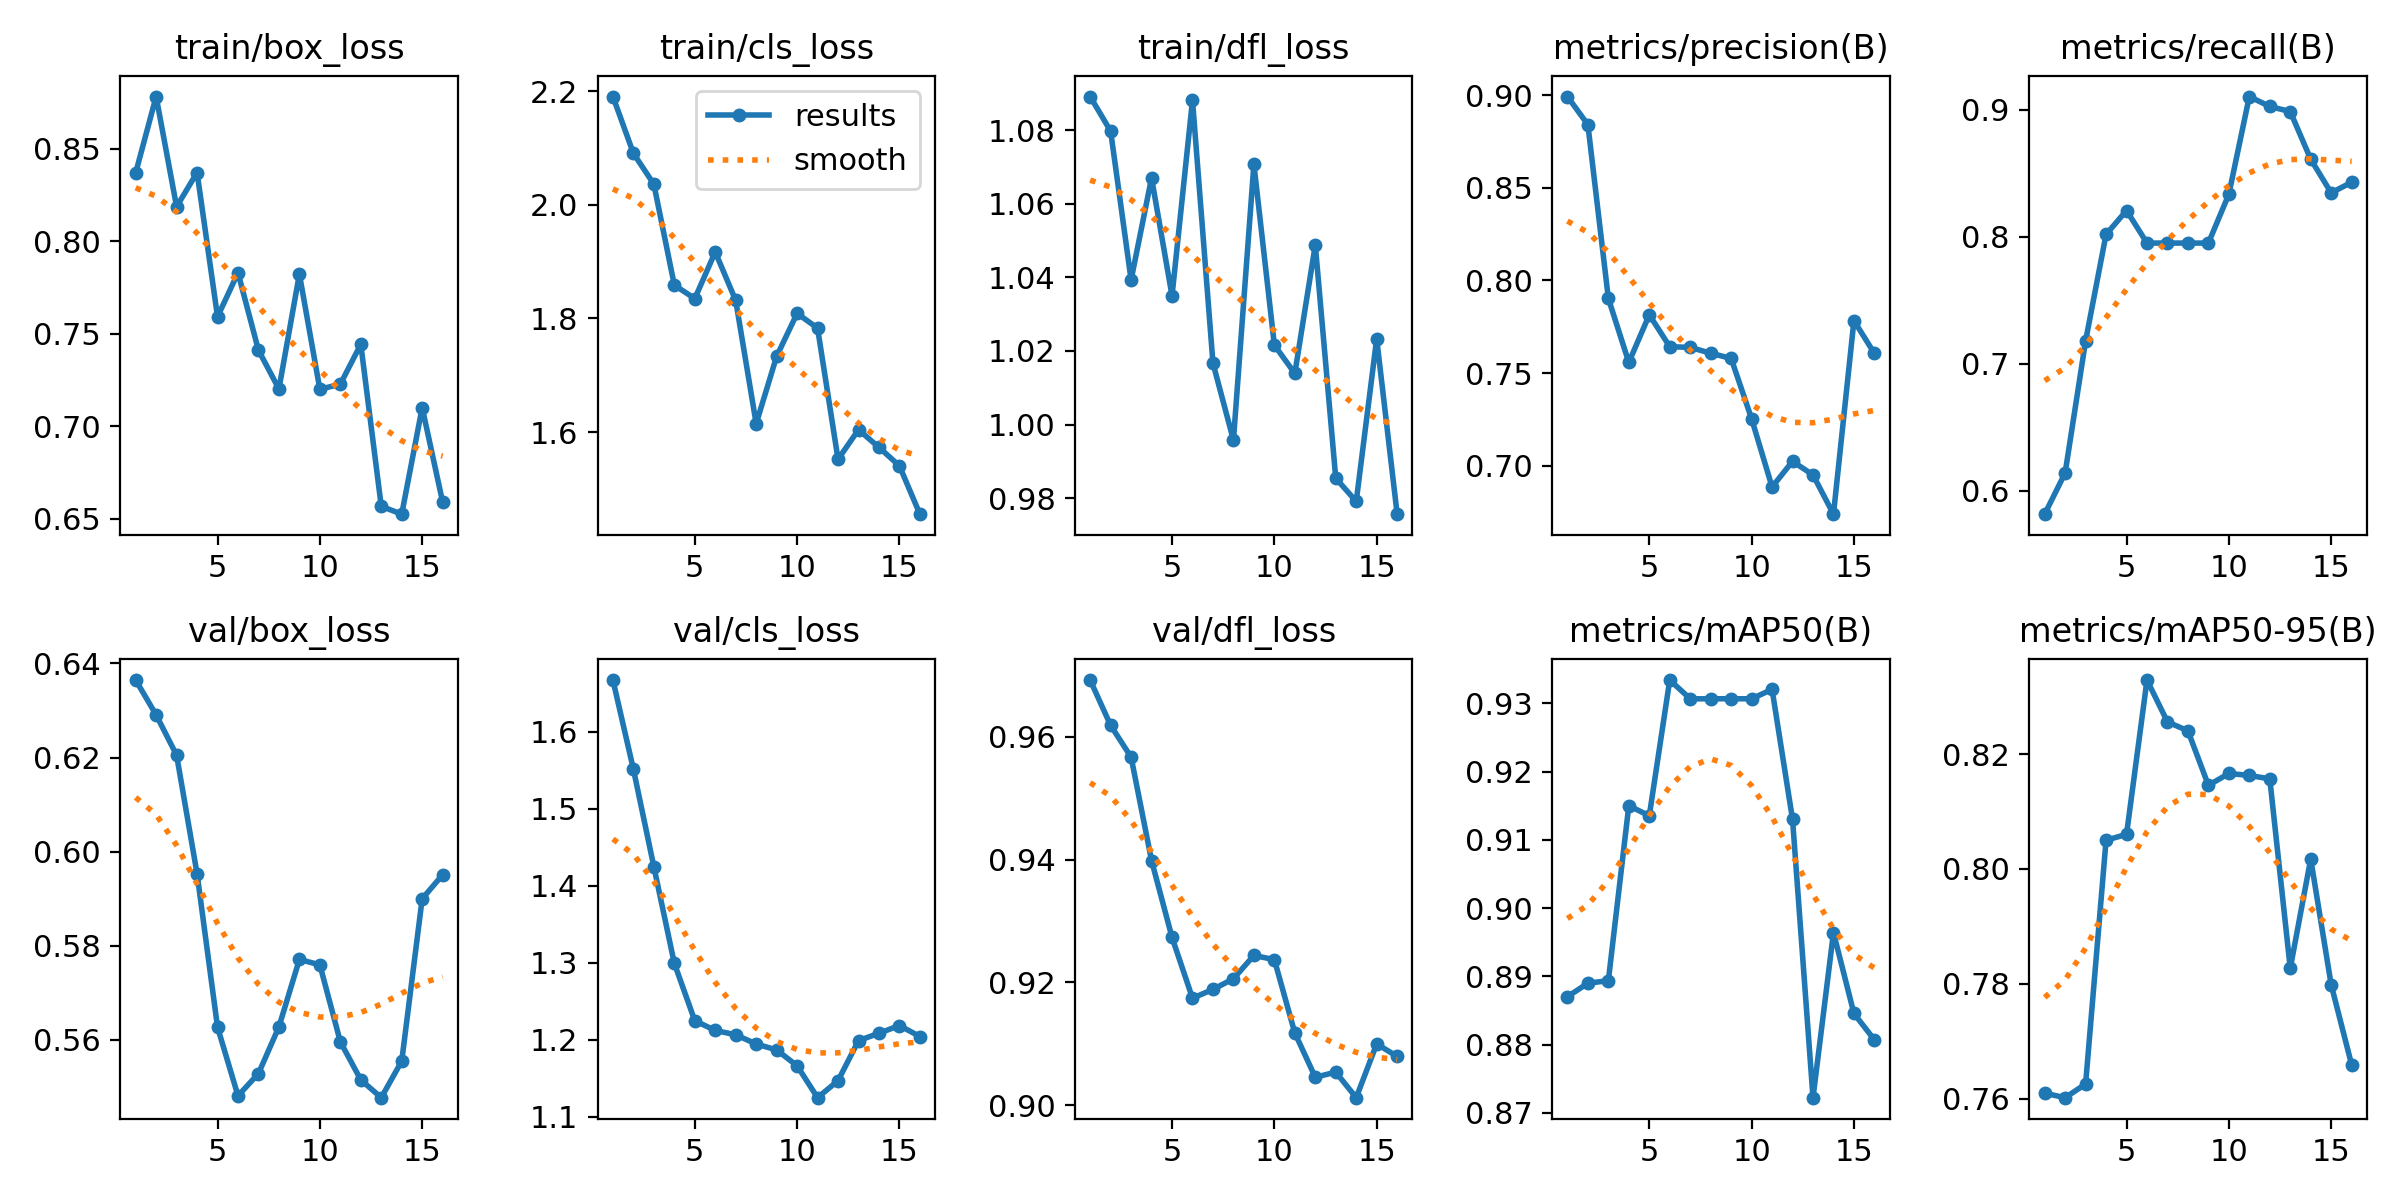 train/box_loss
0.85
0.80
0.75
0.70
0.65
5 10 15
train/cls_loss
results
smooth
2.2
2.0
1.8
1.6
5 10 15
train/dfl_loss
1.08
1.06
1.04
1.02
1.00
0.98
5 10 15
metrics/precision(B)
0.90
0.85
0.80
0.75
0.70
5 10 15
metrics/recall(B)
0.9
0.8
0.7
0.6
5 10 15
val/box_loss
0.64
0.62
0.60
0.58
0.56
5 10 15
val/cls_loss
1.6
1.5
1.4
1.3
1.2
1.1
5 10 15
val/dfl_loss
0.96
0.94
0.92
0.90
5 10 15
metrics/mAP50(B)
0.93
0.92
0.91
0.90
0.89
0.88
0.87
5 10 15
metrics/mAP50-95(B)
0.82
0.80
0.78
0.76
5 10 15